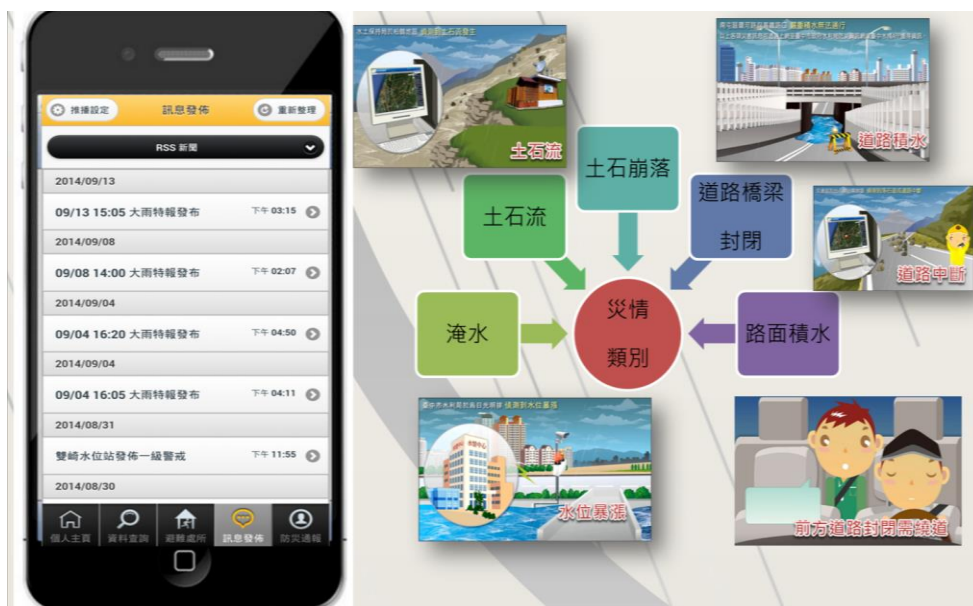 推播設定
訊息發佈
重新整理
RSS 新聞
2014/09/13
09/13 15:05 大雨特報發布
下午 03:15
2014/09/08
09/08 14:00 大雨特報發布
下午 02:07
2014/09/04
09/04 16:20 大雨特報發布
下午 04:50
2014/09/04
09/04 16:05 大雨特報發布
下午 04:11
2014/08/31
雙崎水位站發佈一級警戒
下午 11:55
2014/08/30
個人主頁
資料查詢
避難處所
訊息發佈
防災通報
土石流
道路積水
道路中斷
土石崩落
土石流
道路橋梁
封閉
淹水
災情
類別
路面積水
水位暴漲
前方道路封閉需繞道